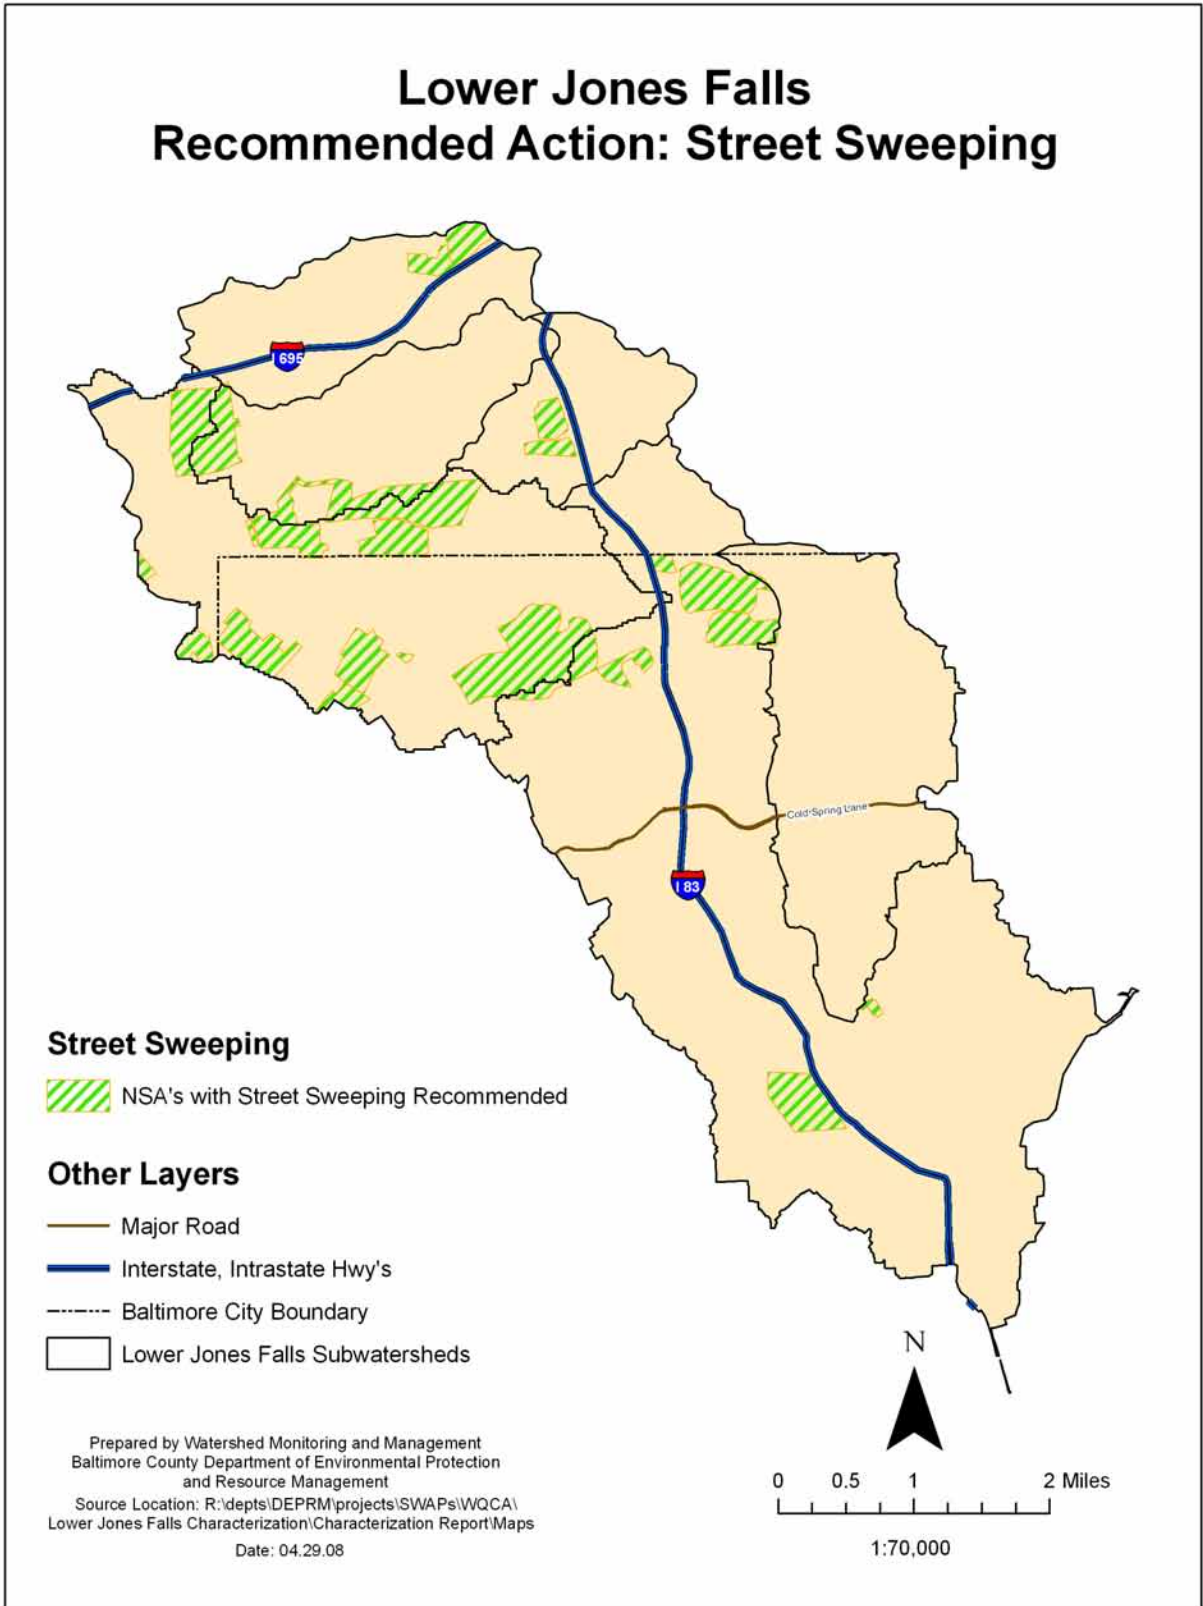 Lower Jones Falls
Recommended Action: Street Sweeping
I 695
Cold Spring Lane
I 83
Street Sweeping
NSA's with Street Sweeping Recommended
Other Layers
Major Road
Interstate, Intrastate Hwy's
Baltimore City Boundary
Lower Jones Falls Subwatersheds
N
Prepared by Watershed Monitoring and Management
Baltimore County Department of Environmental Protection
and Resource Management
Source Location: R:\depts\DEPRM\projects\SWAPs\WQCA\
Lower Jones Falls Characterization\Characterization Report\Maps
Date: 04.29.08
0 0.5 1 2 Miles
1:70,000